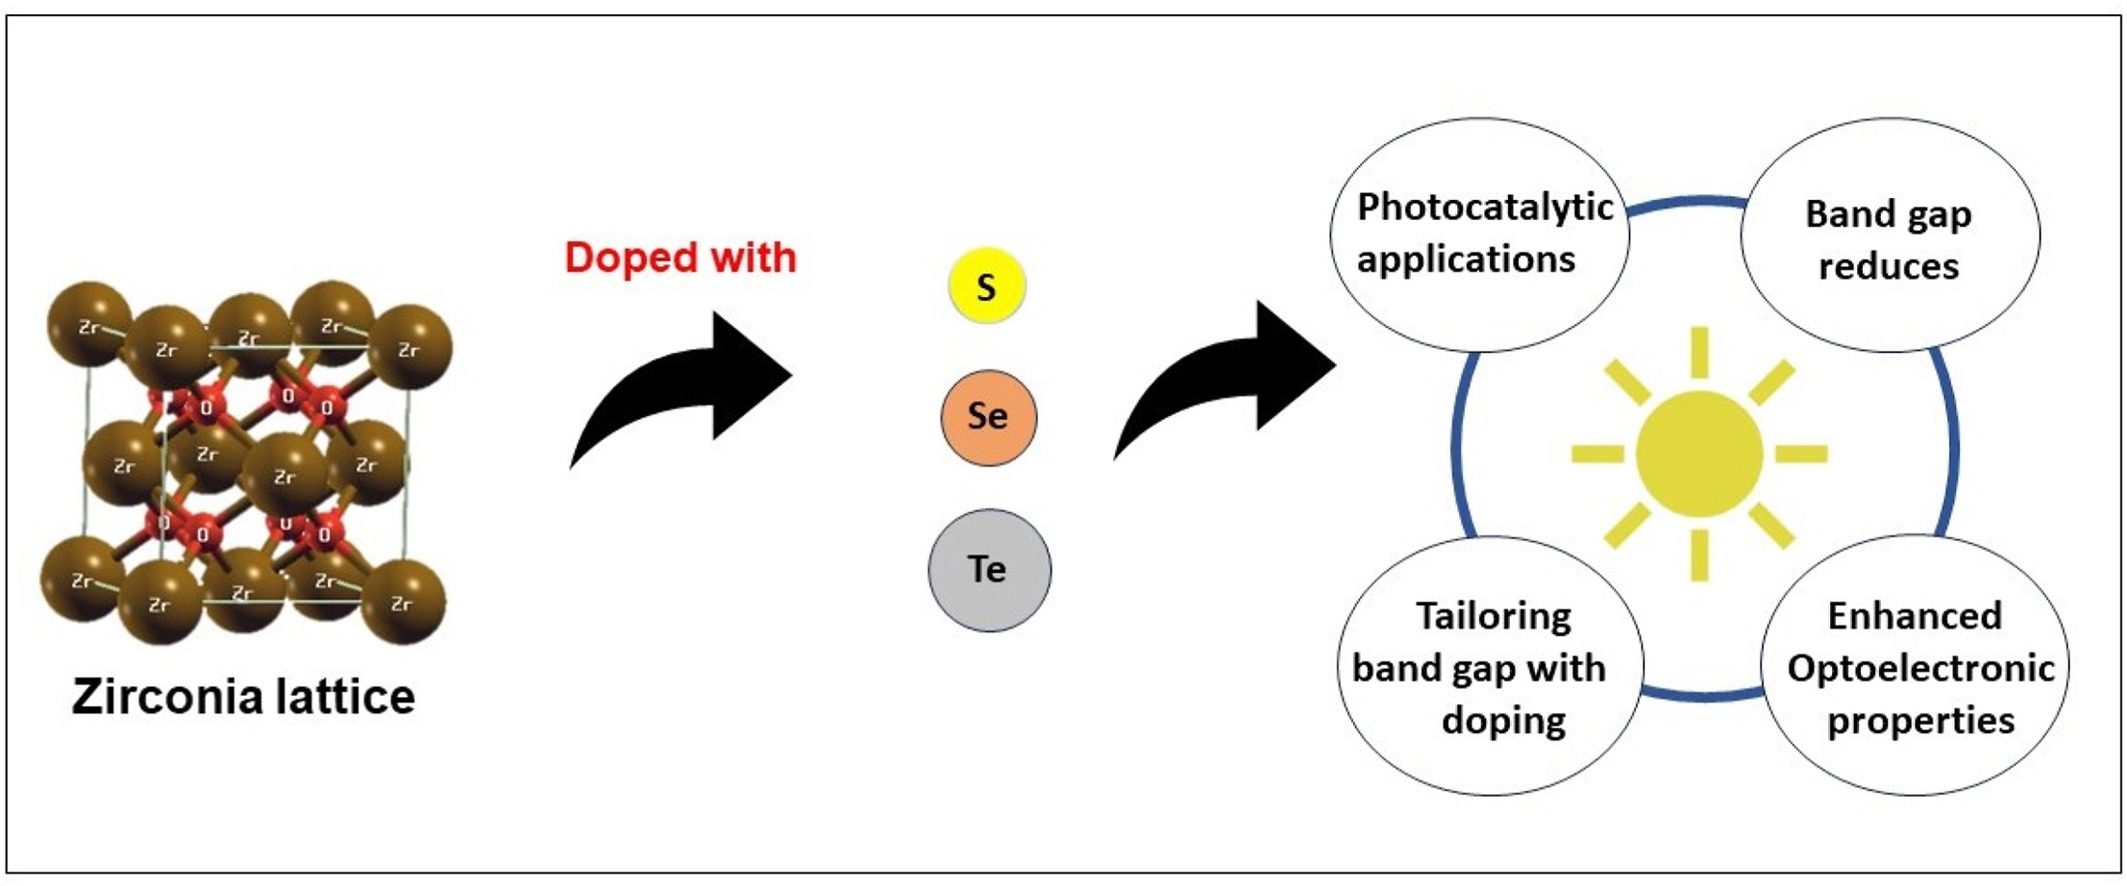 Zr
Zr
Zr
Zr
Zr
O
O
O
Zr
Zr
Zr
Zr
O
O
O
O
Zr
Zr
Zr
Zr
Zr
Zirconia lattice
Doped with
S
Se
Te
Photocatalytic
applications
Band gap
reduces
Tailoring
band gap with
doping
Enhanced
Optoelectronic
properties